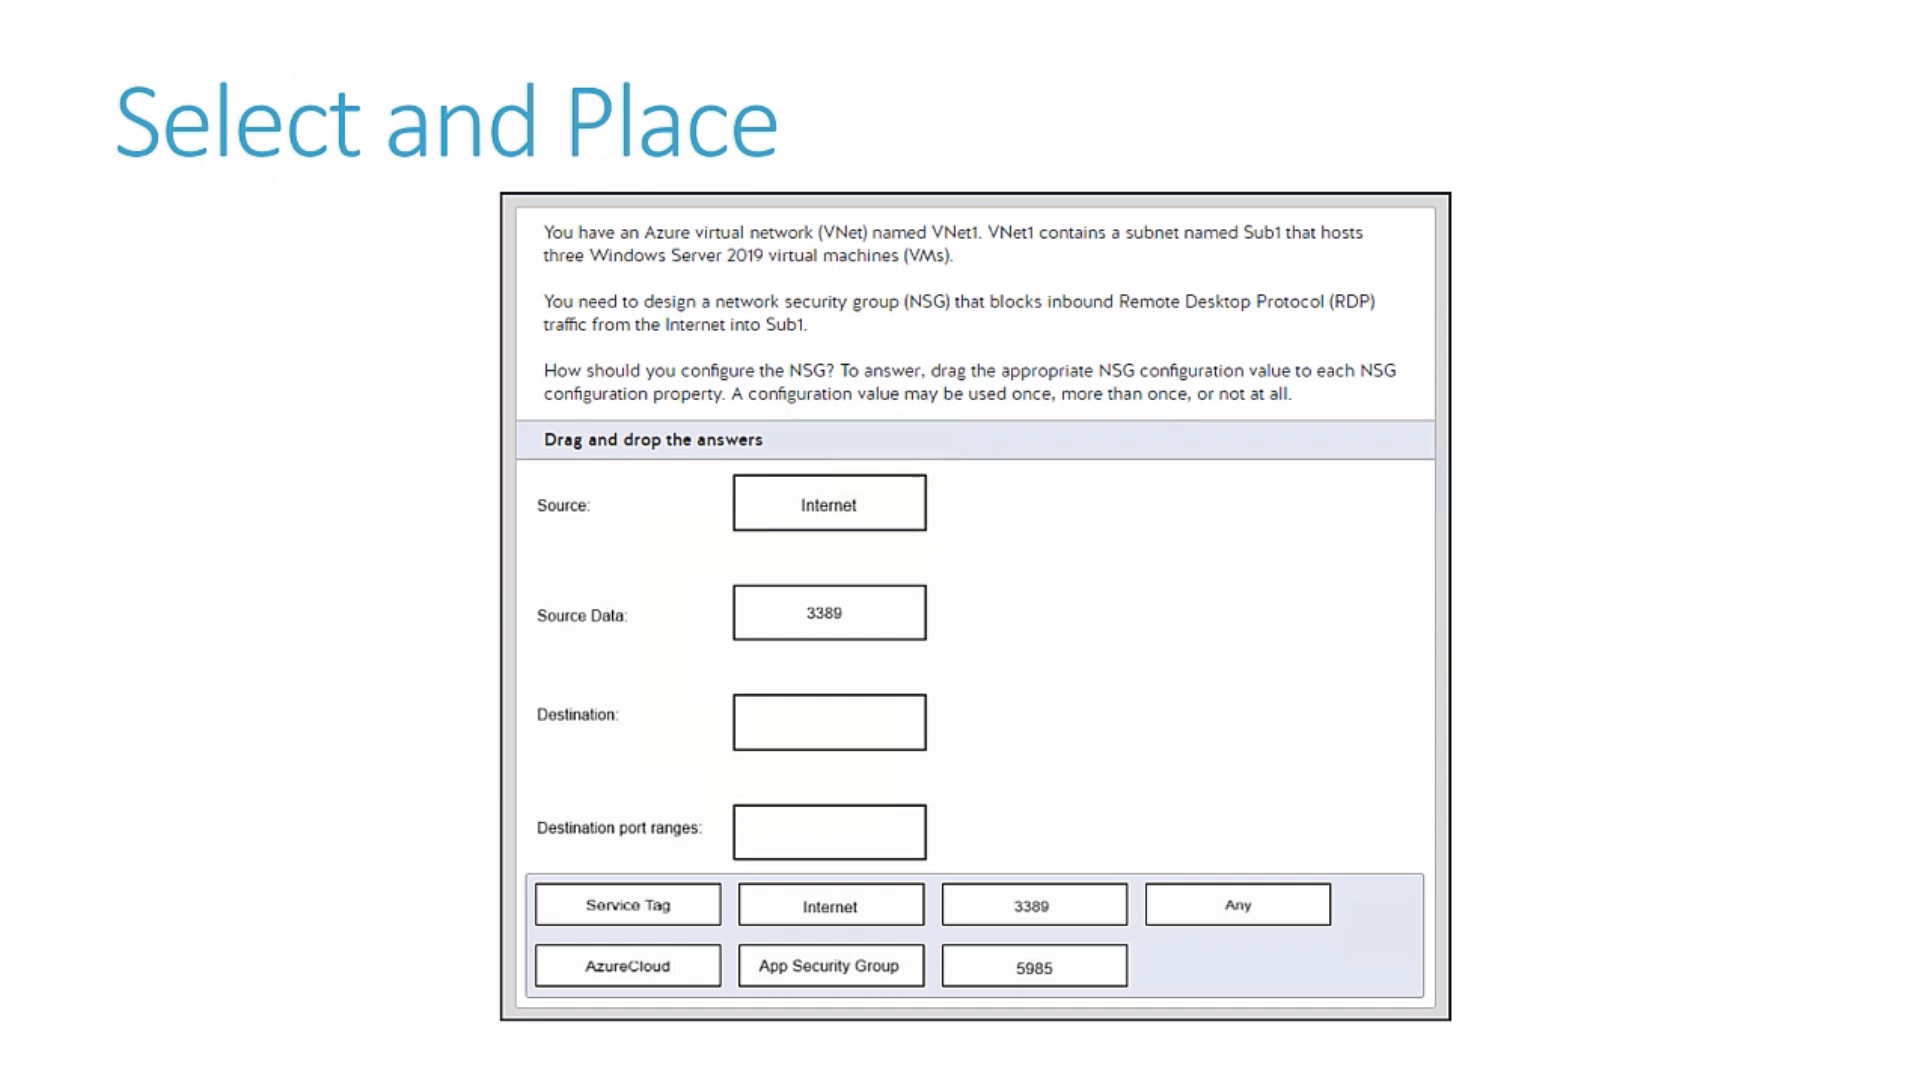 Select and Place
You have an Azure virtual network (VNet) named VNet1. VNet1 contains a subnet named Sub1 that hosts
three Windows Server 2019 virtual machines (VMs).
You need to design a network security group (NSG) that blocks inbound Remote Desktop Protocol (RDP)
traffic from the Internet into Sub1.
How should you configure the NSG? To answer, drag the appropriate NSG configuration value to each NSG
configuration property. A configuration value may be used once, more than once, or not at all.
Drag and drop the answers
Source: Internet
Source Data: 3389
Destination:
Destination port ranges:
Service Tag Internet 3389 Any
AzureCloud App Security Group 5985